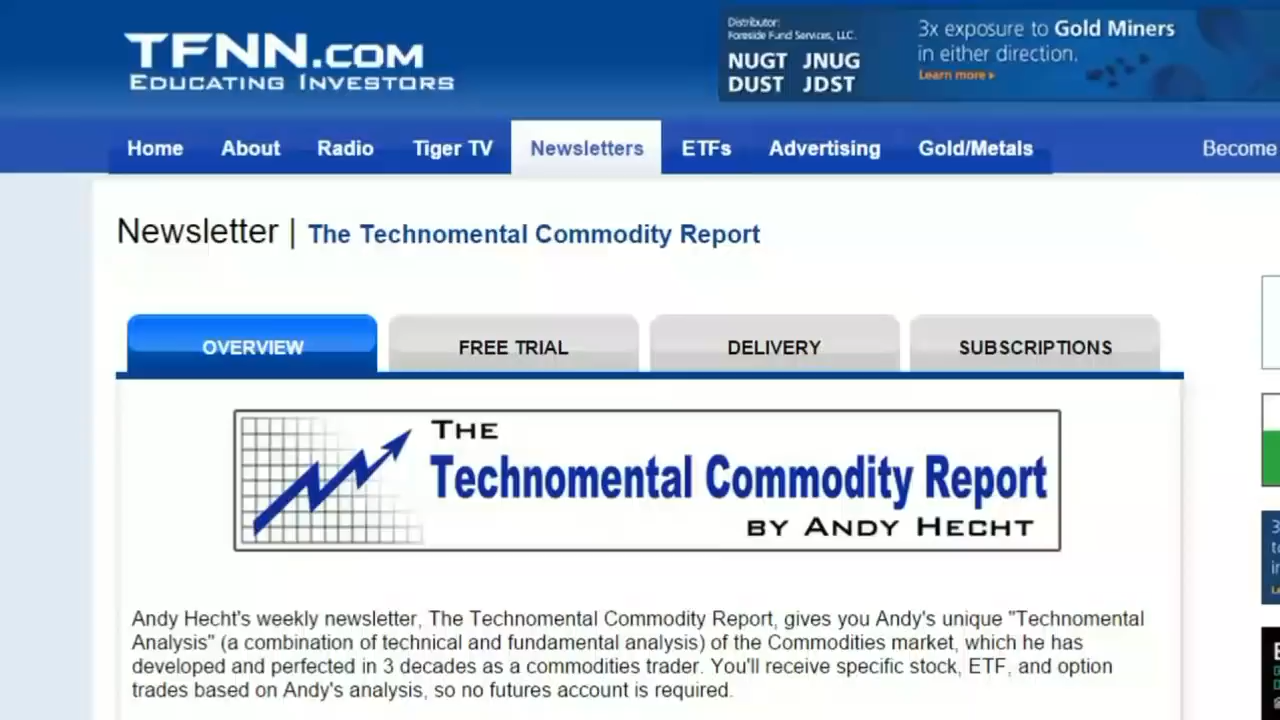 TFNN.COM
EDUCATING INVESTORS
Distributor:
Foreside Fund Services, LLC.
NUGT JNUG
DUST JDST
3x exposure to Gold Miners
in either direction.
Learn more
Home About Radio Tiger TV Newsletters ETFs Advertising Gold/Metals Become
Newsletter | The Technomental Commodity Report
OVERVIEW FREE TRIAL DELIVERY SUBSCRIPTIONS
THE
Technomental Commodity Report
BY ANDY HECHT
Andy Hecht's weekly newsletter, The Technomental Commodity Report, gives you Andy's unique "Technomental
Analysis" (a combination of technical and fundamental analysis) of the Commodities market, which he has
developed and perfected in 3 decades as a commodities trader. You'll receive specific stock, ETF, and option
trades based on Andy's analysis, so no futures account is required.